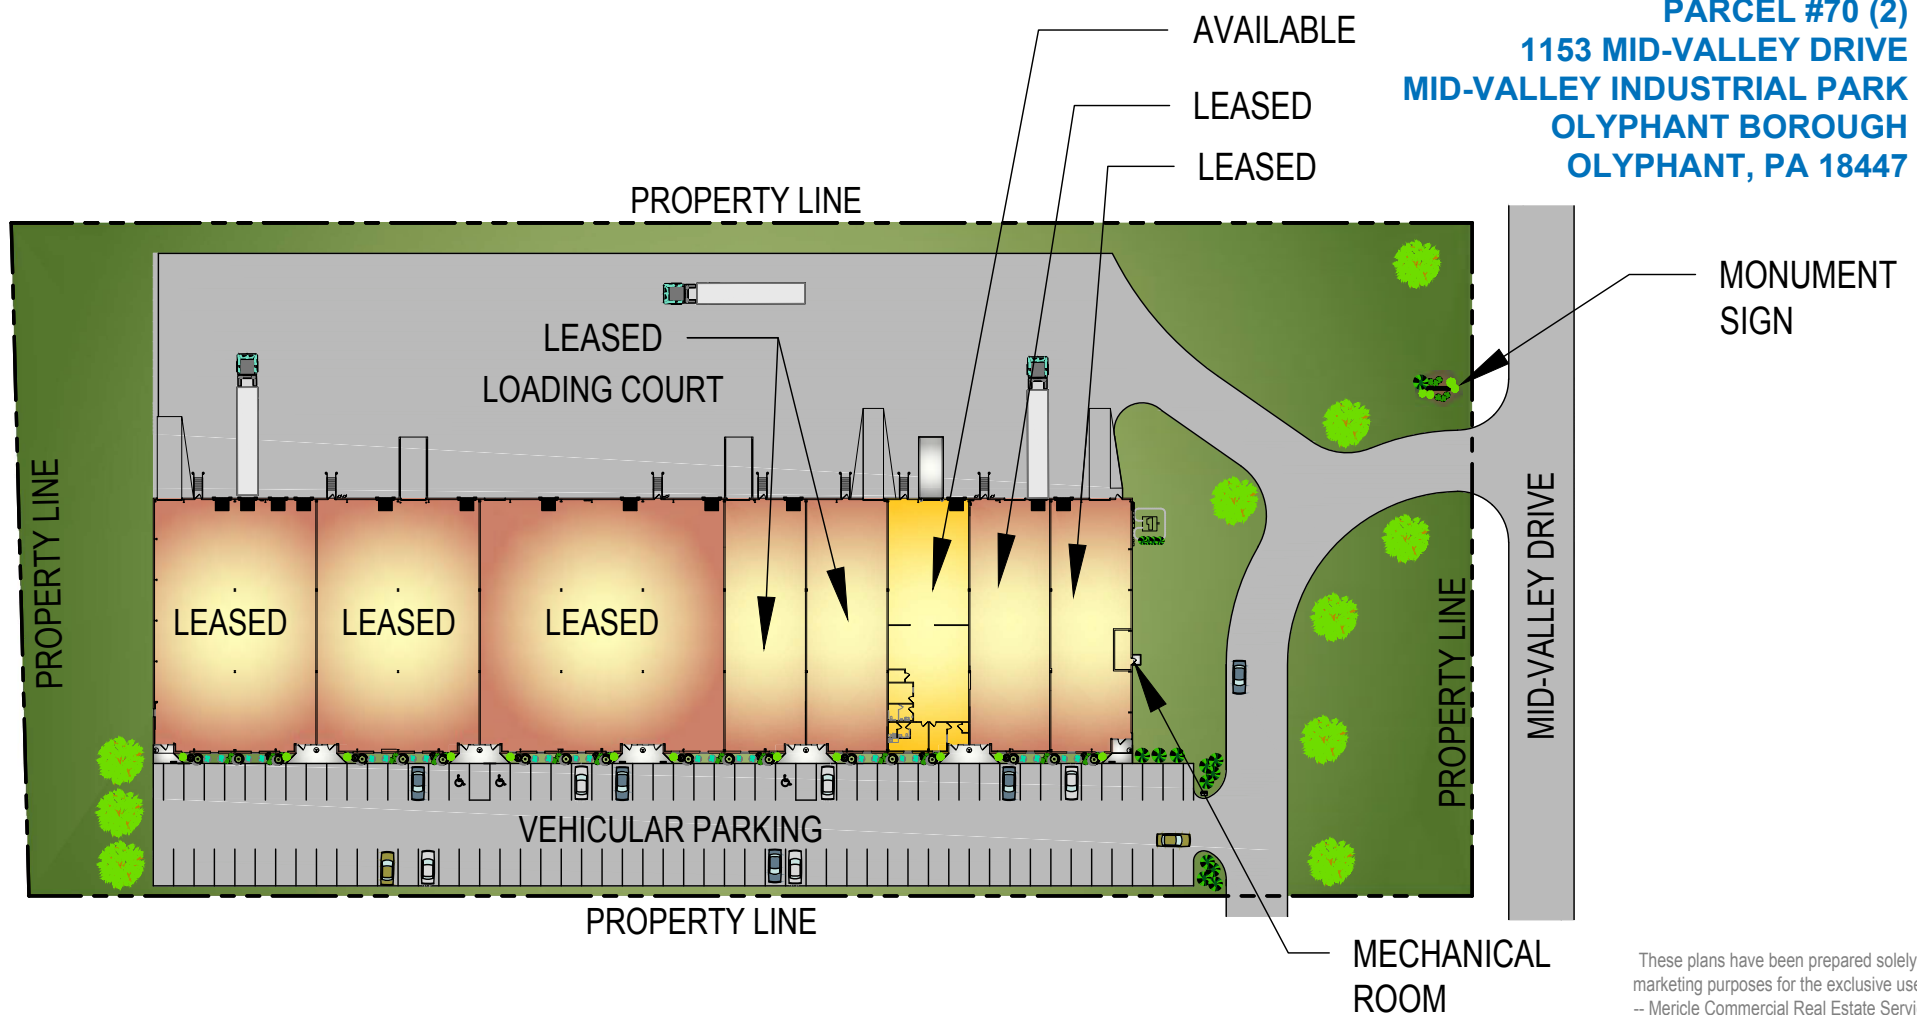 PARCEL #70 (2)
1153 MID-VALLEY DRIVE
MID-VALLEY INDUSTRIAL PARK
OLYPHANT BOROUGH
OLYPHANT, PA 18447
AVAILABLE
LEASED
LEASED
PROPERTY LINE
MONUMENT
SIGN
LEASED
LOADING COURT
PROPERTY LINE
LEASED
LEASED
LEASED
PROPERTY LINE
MID-VALLEY DRIVE
VEHICULAR PARKING
PROPERTY LINE
MECHANICAL
ROOM
These plans have been prepared solely
marketing purposes for the exclusive use
-- Mericle Commercial Real Estate Servi